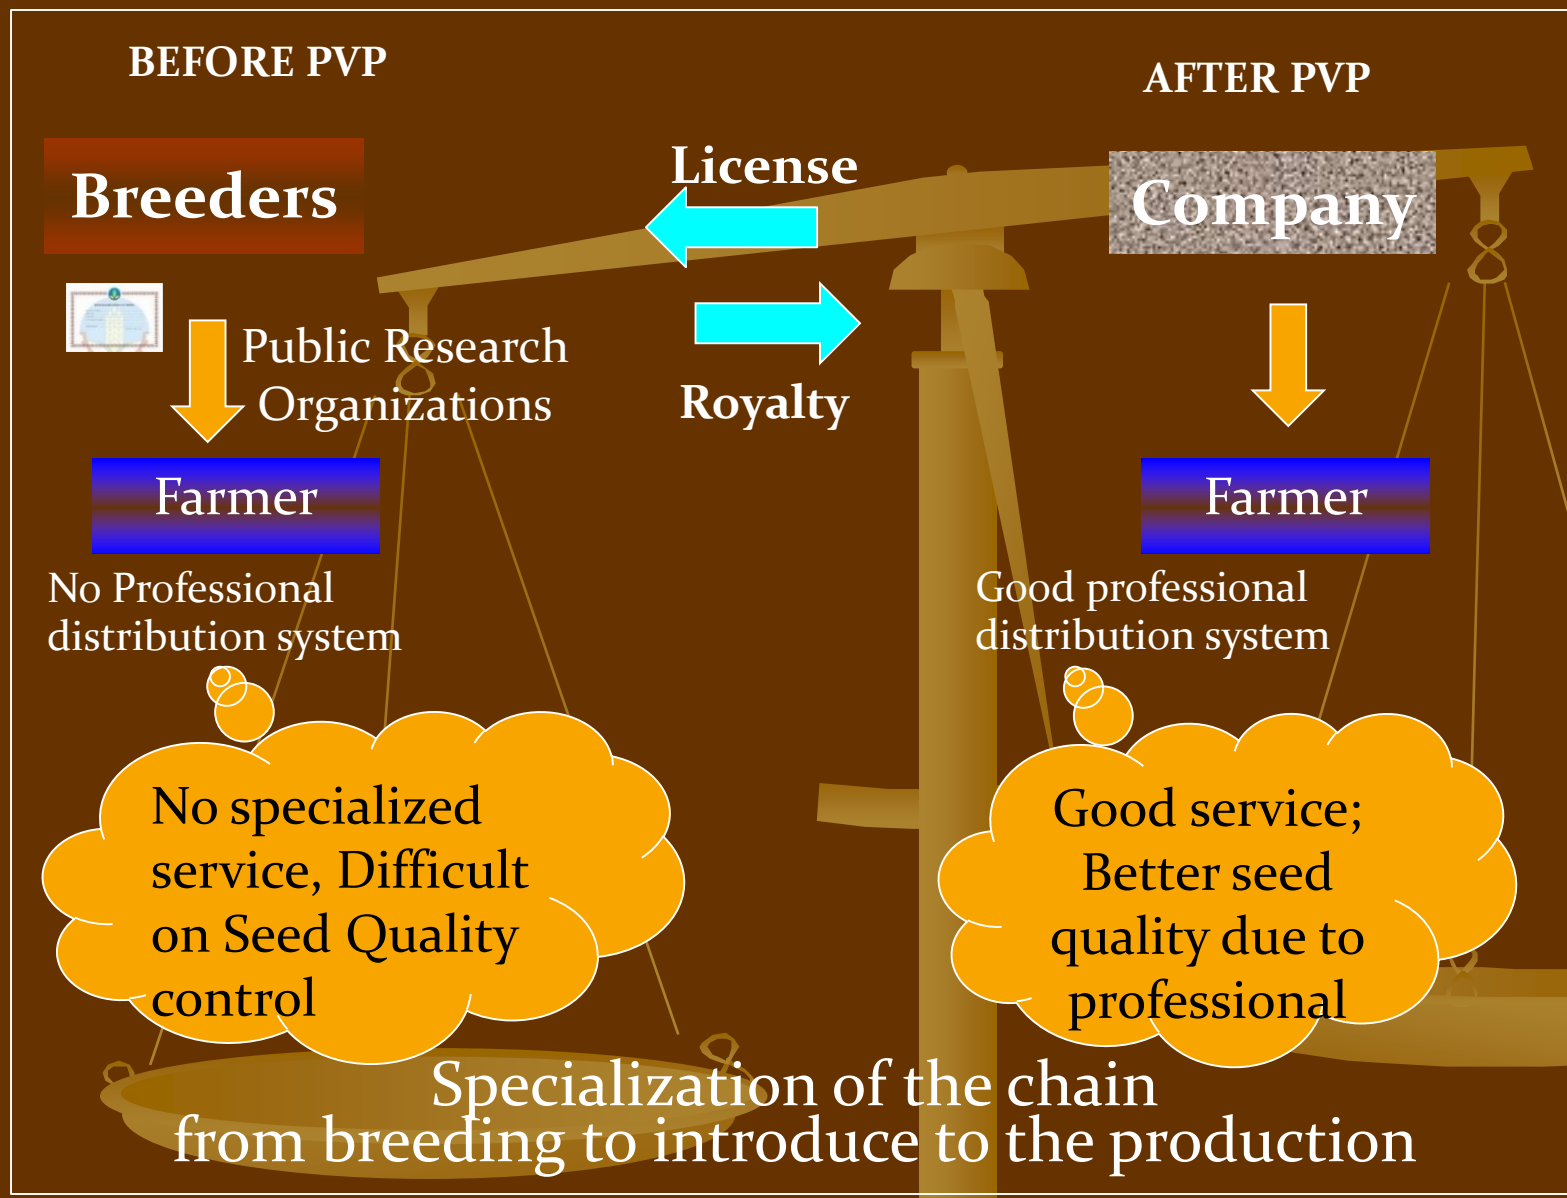 BEFORE PVP
AFTER PVP
Breeders
License
Company
Public Research
Organizations
Royalty
Farmer
Farmer
No Professional
distribution system
Good professional
distribution system
No specialized
service, Difficult
on Seed Quality
control
Good service;
Better seed
quality due to
professional
Specialization of the chain
from breeding to introduce to the production